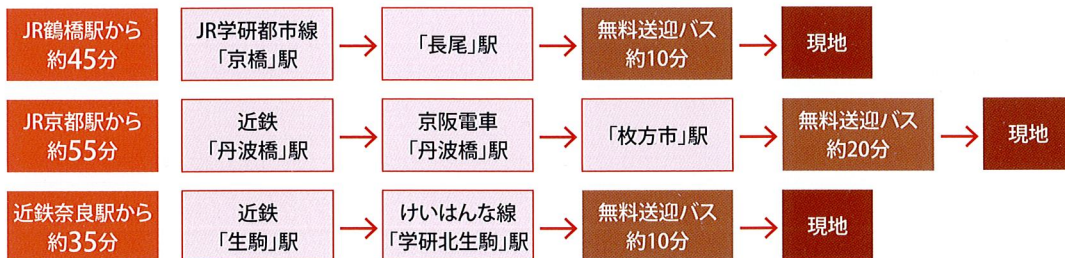 JR鶴橋駅から
約45分
JR学研都市線
「京橋」駅
「長尾」駅
無料送迎バス
約10分
現地
JR京都駅から
約55分
近鉄
「丹波橋」駅
京阪電車
「丹波橋」駅
「枚方市」駅
無料送迎バス
約20分
現地
近鉄奈良駅から
約35分
近鉄
「生駒」駅
けいはんな線
「学研北生駒」駅
無料送迎バス
約10分
現地